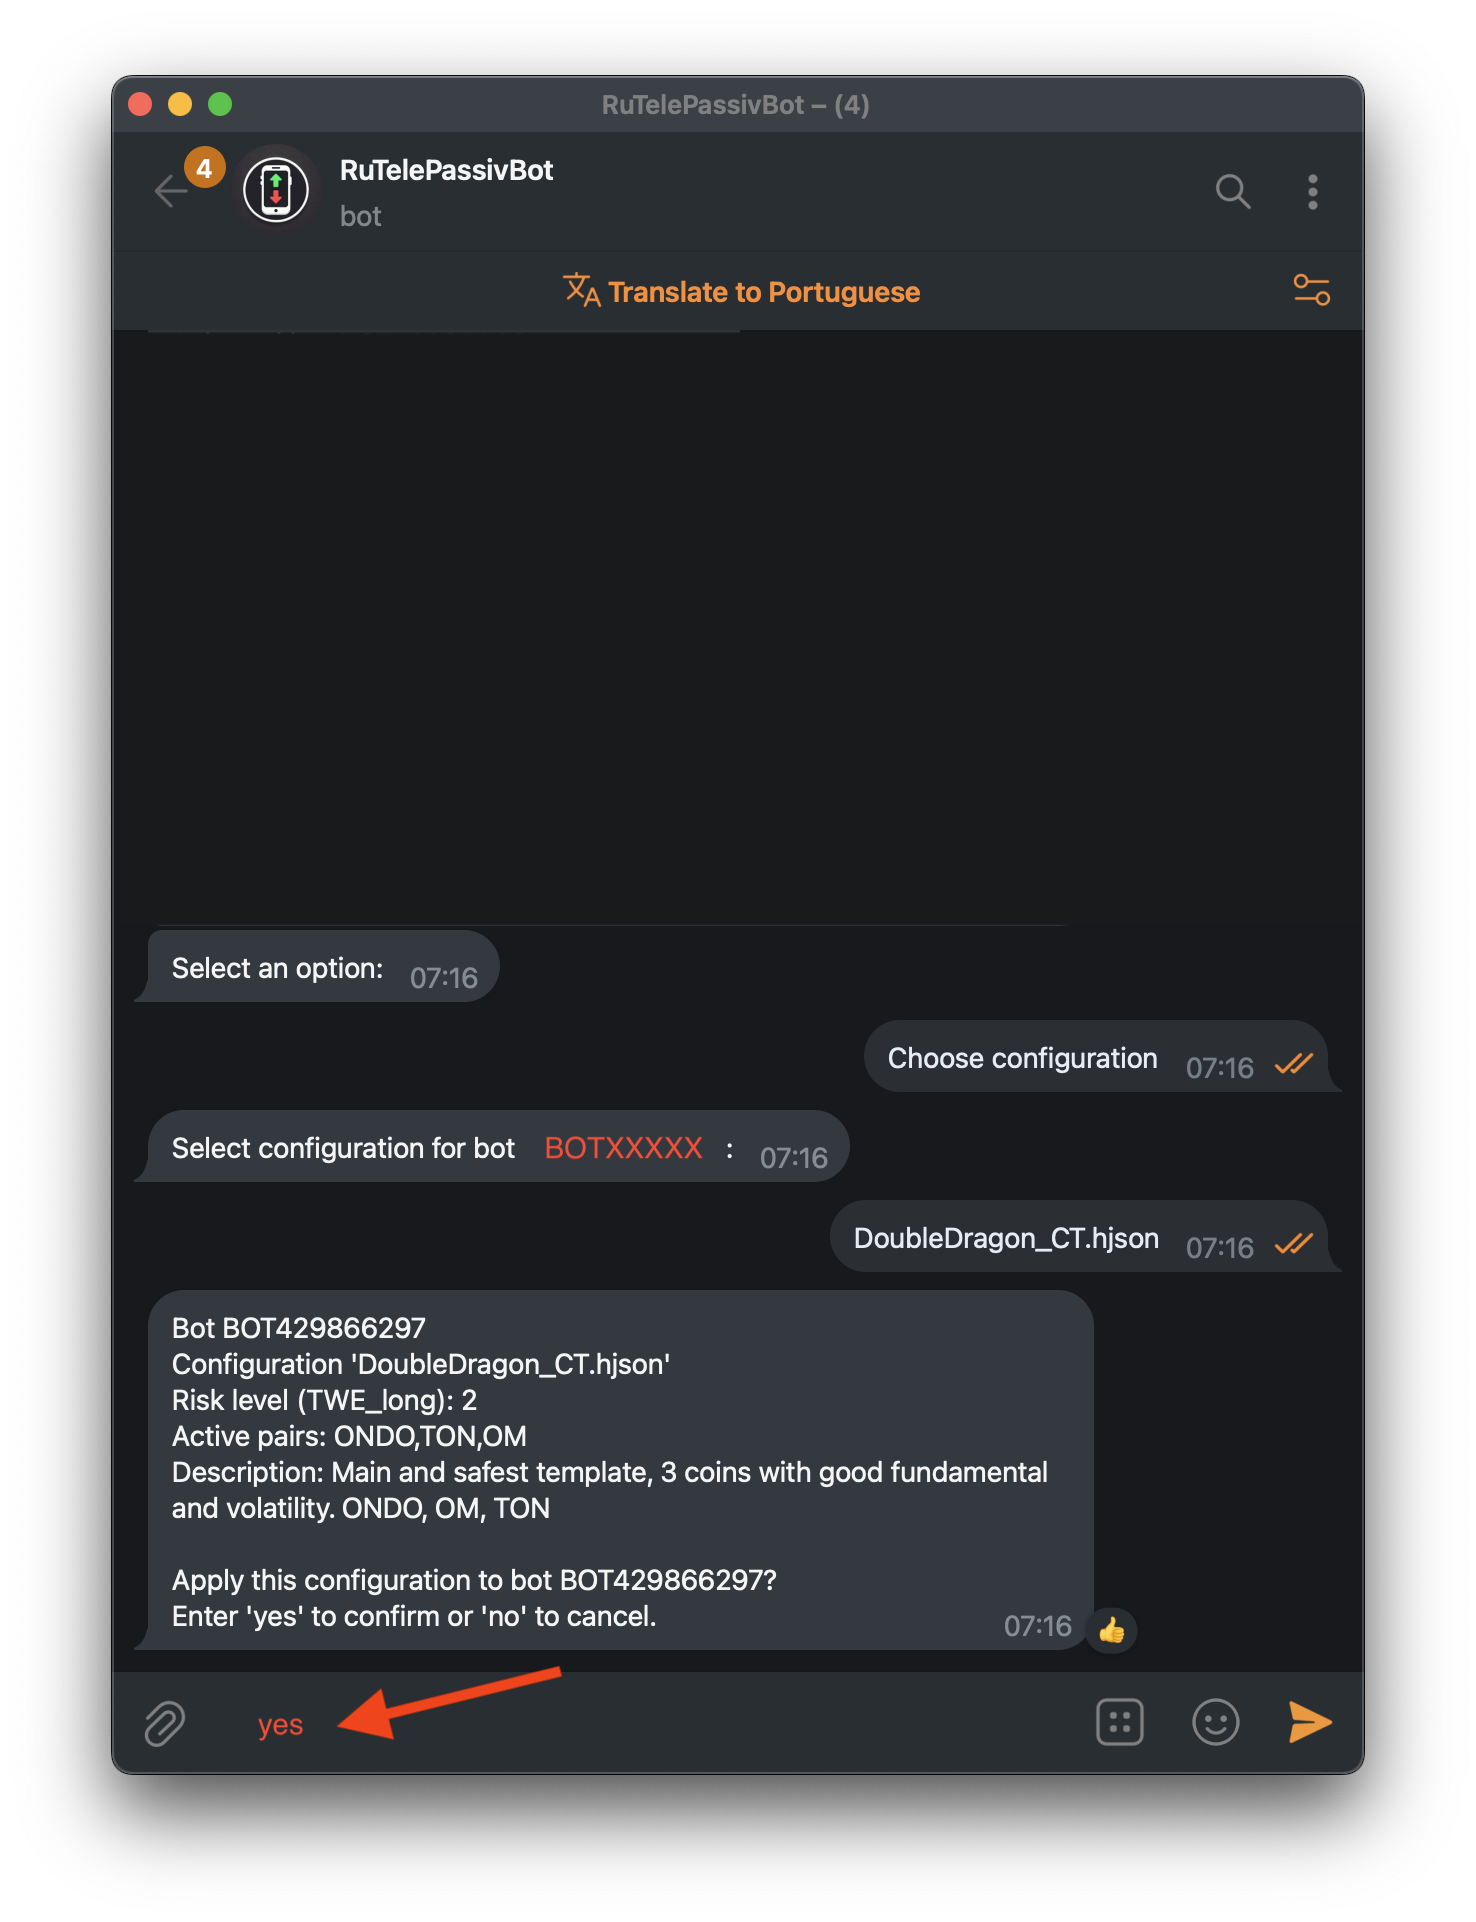 RuTelePassivBot – (4)
4
RuTelePassivBot
bot
Translate to Portuguese
Select an option: 07:16
Choose configuration 07:16
Select configuration for bot BOTXXXXX : 07:16
DoubleDragon_CT.hjson 07:16
Bot BOT429866297
Configuration 'DoubleDragon_CT.hjson'
Risk level (TWE_long): 2
Active pairs: ONDO,TON,OM
Description: Main and safest template, 3 coins with good fundamental
and volatility. ONDO, OM, TON
Apply this configuration to bot BOT429866297?
Enter 'yes' to confirm or 'no' to cancel.
07:16
yes